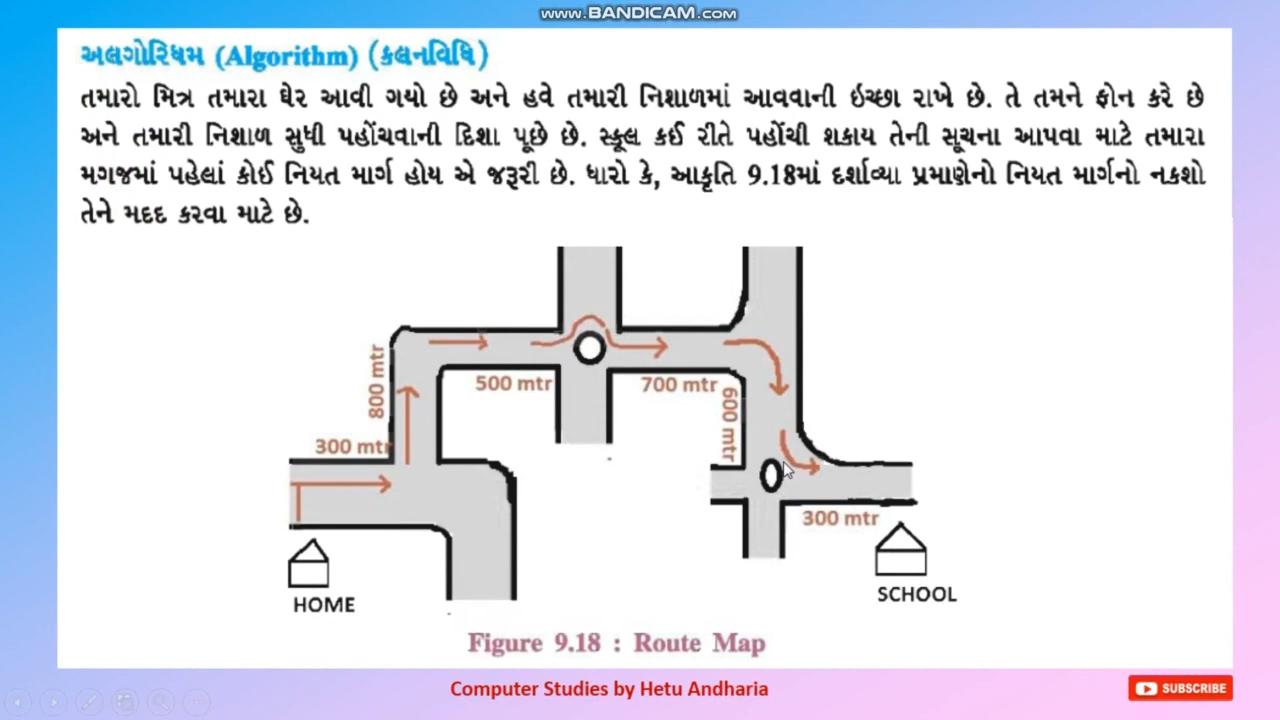 www.BANDICAM.com
અલગોરિધમ (Algorithm) (કલનવિધિ)
તમારો મિત્ર તમારા ઘેર આવી ગયો છે અને હવે તમારી નિશાળમાં આવવાની ઇચ્છા રાખે છે. તે તમને ફોન કરે છે
અને તમારી નિશાળ સુધી પહોંચવાની દિશા પૂછે છે. સ્કૂલ કઈ રીતે પહોંચી શકાય તેની સૂચના આપવા માટે તમારા
મગજમાં પહેલાં કોઈ નિયત માર્ગ હોય એ જરૂરી છે. ધારો કે, આકૃતિ 9.18માં દર્શાવ્યા પ્રમાણેનો નિયત માર્ગનો નકશો
તેને મદદ કરવા માટે છે.
800 mtr
500 mtr
700 mtr
600 mtr
300 mtr
300 mtr
HOME
SCHOOL
Figure 9.18 : Route Map
Computer Studies by Hetu Andharia
SUBSCRIBE